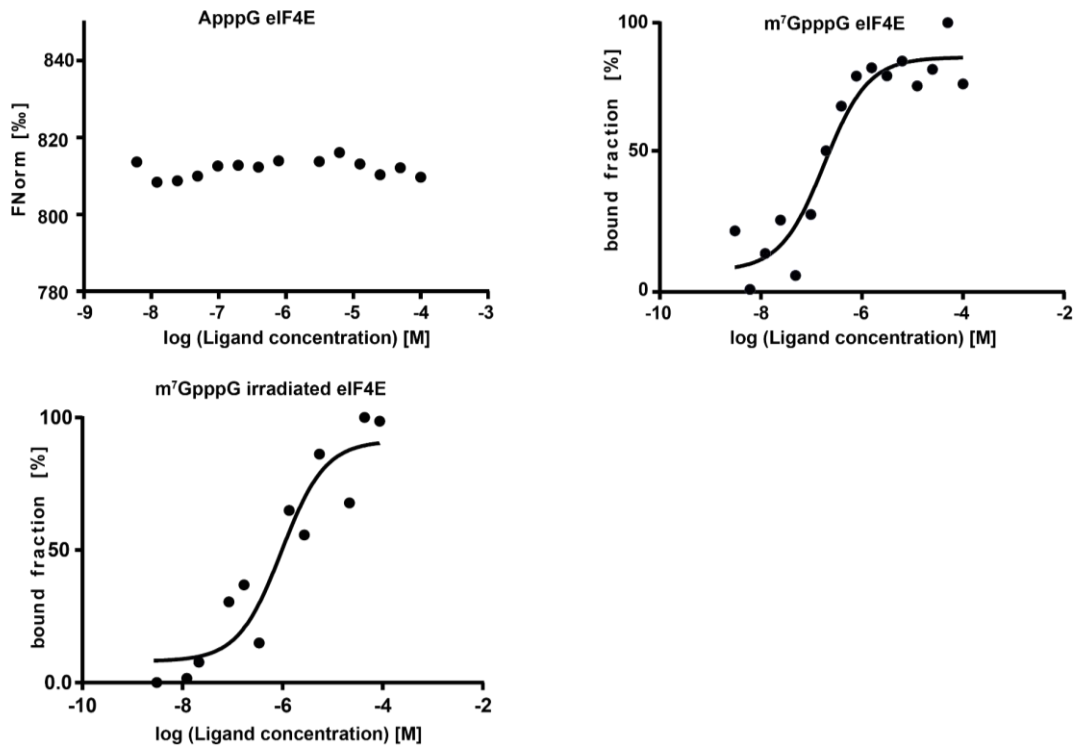 ApppG eIF4E
FNorm [‰]
840
820
800
780
-9 -8 -7 -6 -5 -4 -3
log (Ligand concentration) [M]
m⁷GpppG eIF4E
bound fraction [%]
100
50
0
-10 -8 -6 -4 -2
log (Ligand concentration) [M]
m⁷GpppG irradiated eIF4E
bound fraction [%]
100
50
0.0
-10 -8 -6 -4 -2
log (Ligand concentration) [M]